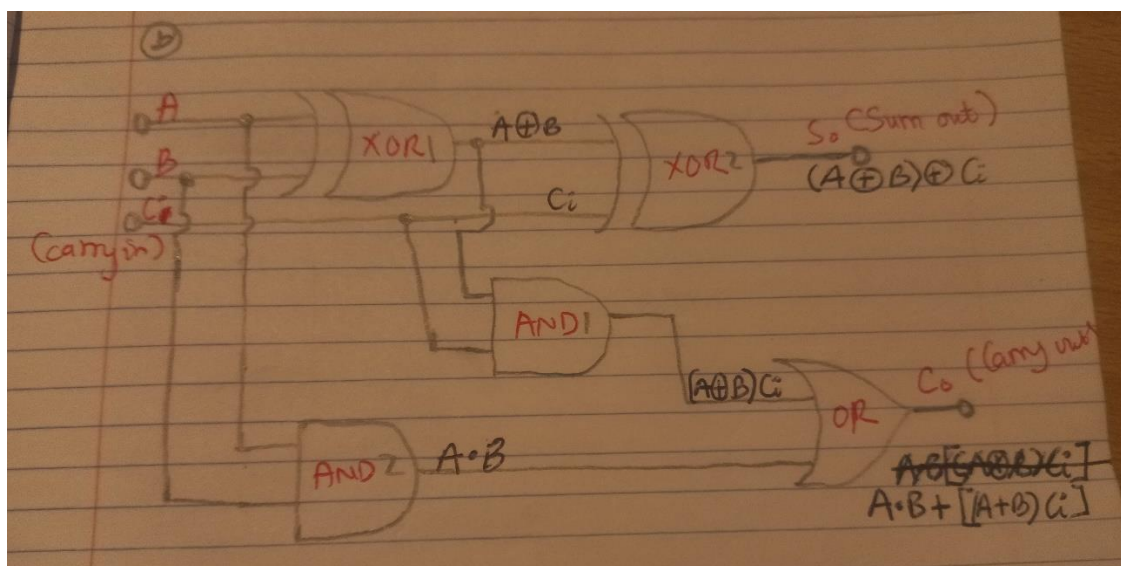 b
A
XOR1
A⊕B
XOR2
So (Sum out)
(A⊕B)⊕Ci
B
Ci
(carry in)
Ci
AND1
(A⊕B)Ci
OR
Co (Carry out
AND2
A·B
A·B+[(A+B)Ci]